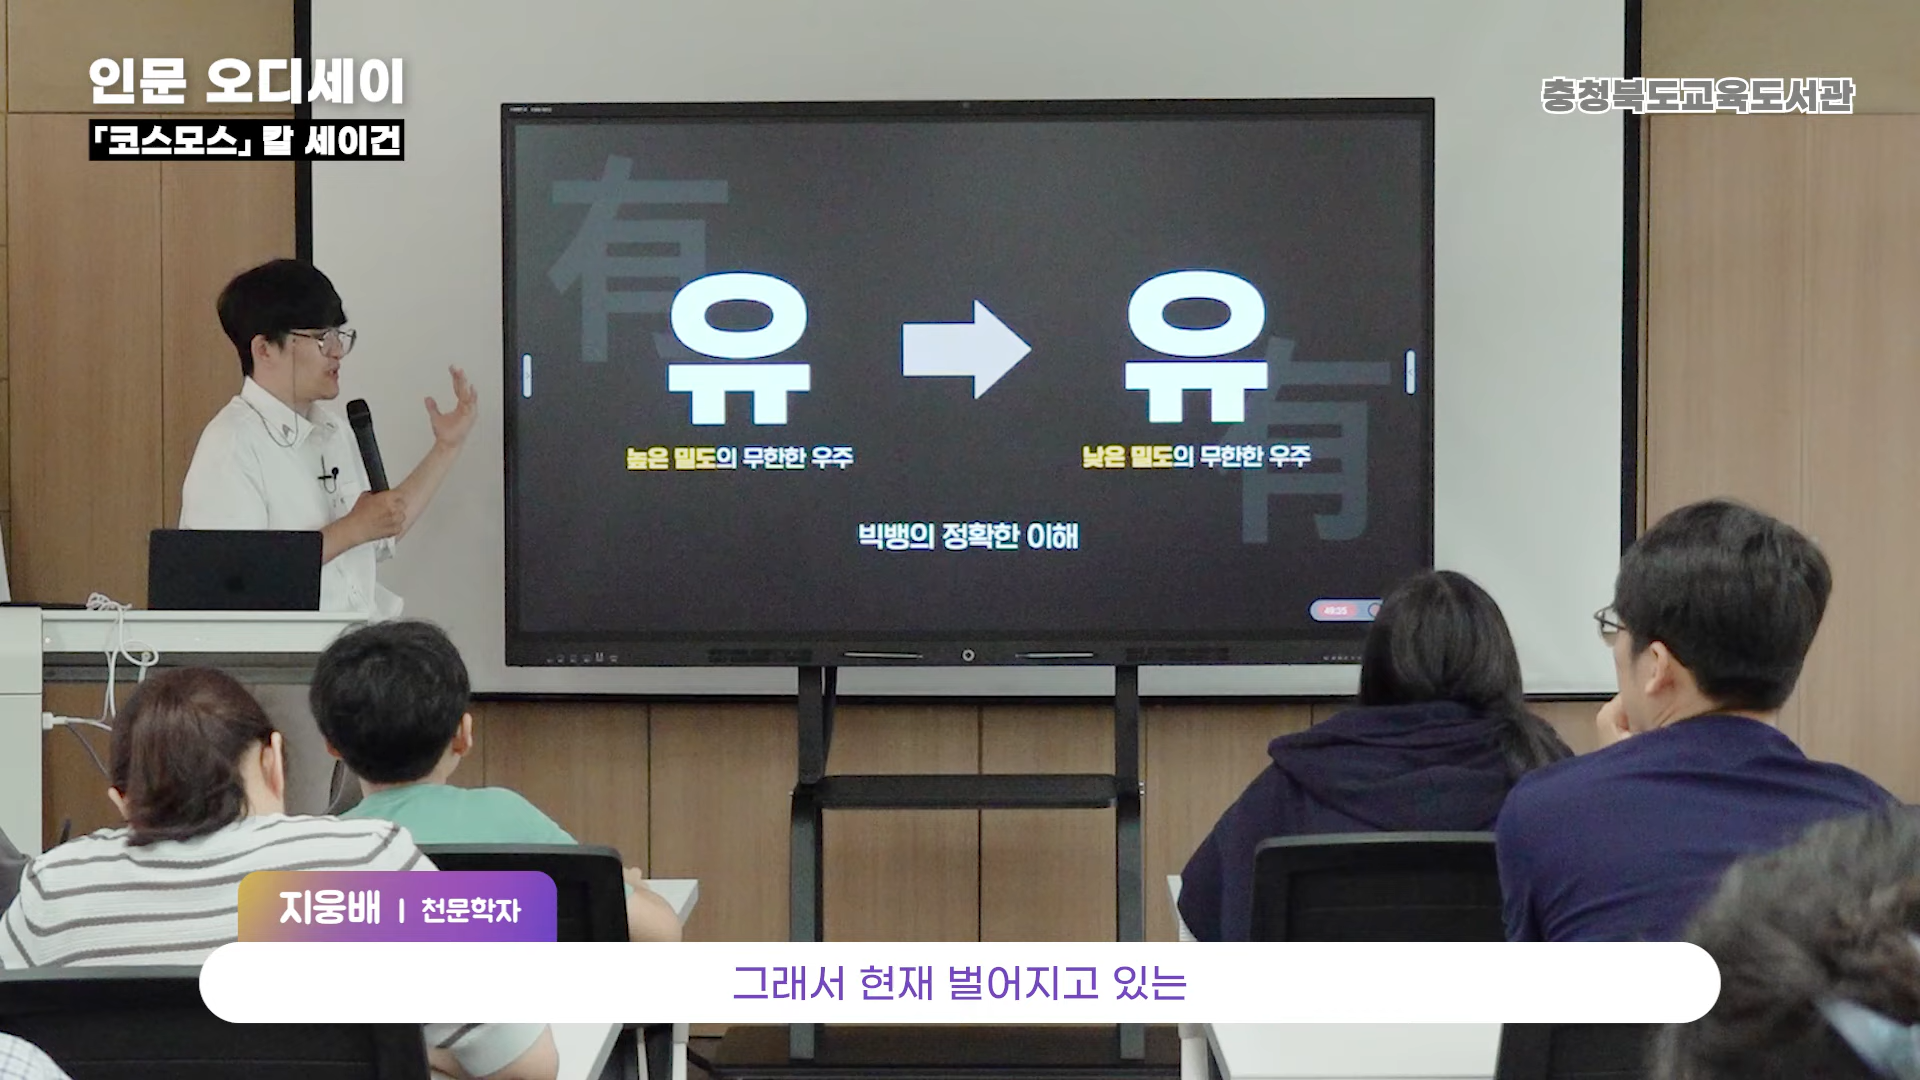 인문 오디세이
「코스모스」 칼 세이건
충청북도교육도서관
有
유
유
有
높은 밀도의 무한한 우주
낮은 밀도의 무한한 우주
빅뱅의 정확한 이해
지웅배 | 천문학자
그래서 현재 벌어지고 있는